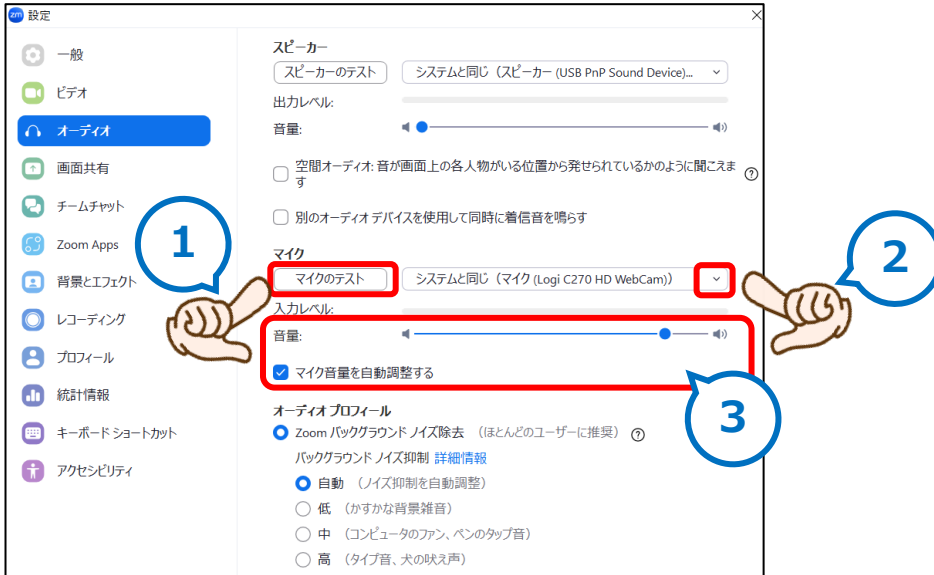 zm 設定
一般
ビデオ
オーディオ
画面共有
チームチャット
Zoom Apps
背景とエフェクト
レコーディング
プロフィール
統計情報
キーボード ショートカット
アクセシビリティ
スピーカー
スピーカーのテスト システムと同じ (スピーカー (USB PnP Sound Device)...
出力レベル:
音量:
空間オーディオ: 音が画面上の各人物がいる位置から発せられているかのように聞こえま
す
別のオーディオ デバイスを使用して同時に着信音を鳴らす
マイク
マイクのテスト システムと同じ (マイク (Logi C270 HD WebCam))
入力レベル:
音量:
マイク音量を自動調整する
オーディオ プロフィール
Zoom バックグラウンド ノイズ除去 (ほとんどのユーザーに推奨) ?
バックグラウンド ノイズ抑制 詳細情報
自動 (ノイズ抑制を自動調整)
低 (かすかな背景雑音)
中 (コンピュータのファン、ペンのタップ音)
高 (タイプ音、犬の吠え声)
1
2
3